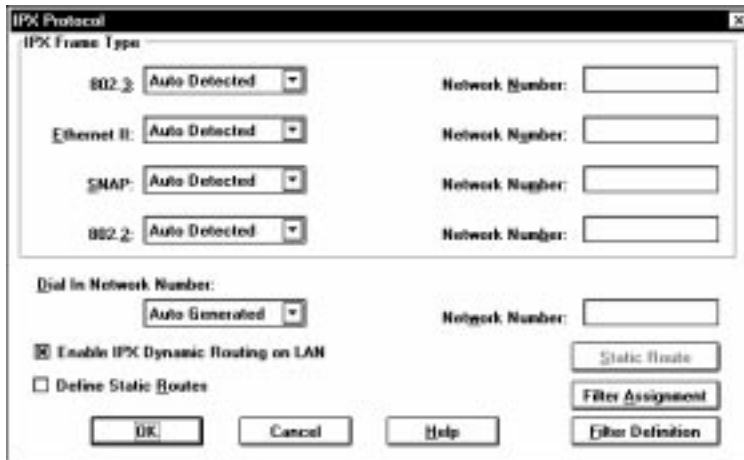 IPX Protocol
IPX Frame Type
802.3: Auto Detected Network Number:
Ethernet II: Auto Detected Network Number:
SNAP: Auto Detected Network Number:
802.2: Auto Detected Network Number:
Dial In Network Number:
Auto Generated Network Number:
Enable IPX Dynamic Routing on LAN
Static Route
Define Static Routes
Filter Assignment
OK Cancel Help Filter Definition